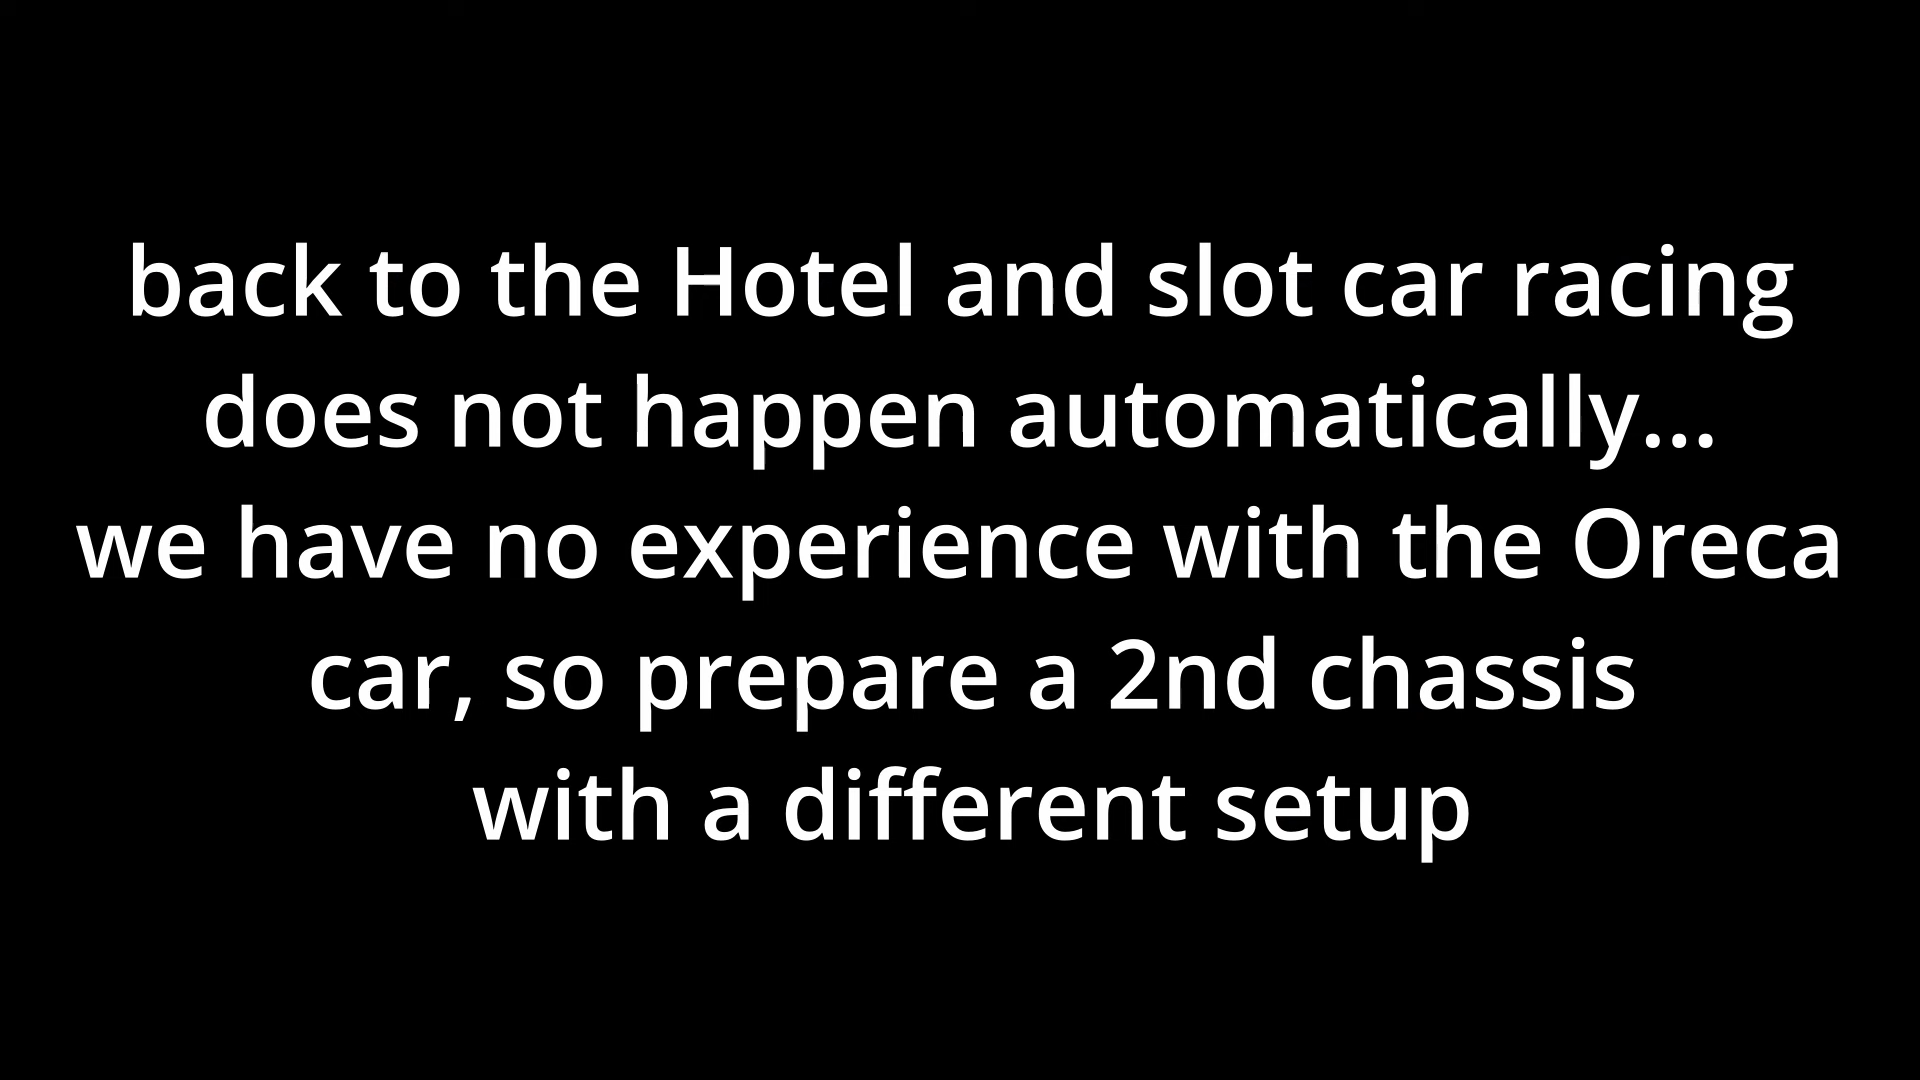 back to the Hotel and slot car racing
does not happen automatically...
we have no experience with the Oreca
car, so prepare a 2nd chassis
with a different setup